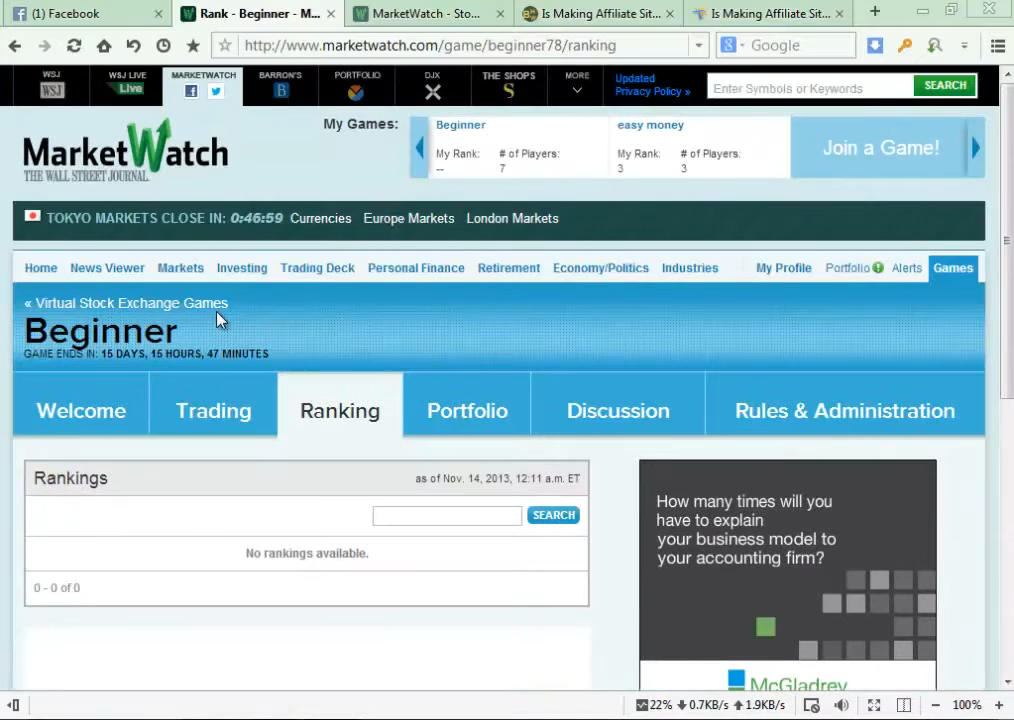 (1) Facebook
Rank - Beginner - M...
MarketWatch - Sto...
Is Making Affiliate Sit...
Is Making Affiliate Sit...
http://www.marketwatch.com/game/beginner78/ranking
Google
WSJ
WSJ
WSJ LIVE
Live
MARKETWATCH
BARRON'S
B
PORTFOLIO
DJX
THE SHOPS
S
MORE
Updated
Privacy Policy »
Enter Symbols or Keywords
SEARCH
MarketWatch
THE WALL STREET JOURNAL.
My Games:
Beginner
My Rank:
# of Players:
--
7
easy money
My Rank:
# of Players:
3
3
Join a Game!
TOKYO MARKETS CLOSE IN: 0:46:59 Currencies Europe Markets London Markets
Home News Viewer Markets Investing Trading Deck Personal Finance Retirement Economy/Politics Industries My Profile Portfolio Alerts Games
« Virtual Stock Exchange Games
Beginner
GAME ENDS IN: 15 DAYS, 15 HOURS, 47 MINUTES
Welcome Trading Ranking Portfolio Discussion Rules & Administration
Rankings
as of Nov. 14, 2013, 12:11 a.m. ET
SEARCH
No rankings available.
0 - 0 of 0
How many times will you
have to explain
your business model to
your accounting firm?
McGladrey
22% 0.7KB/s 1.9KB/s
100%